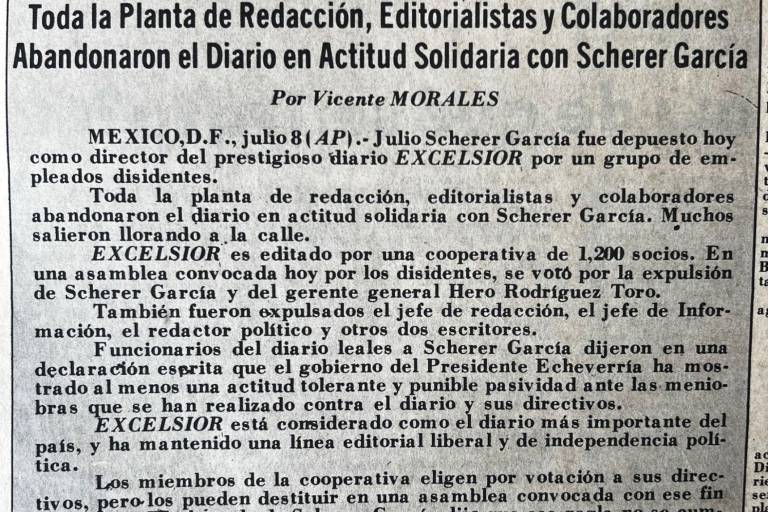 Toda la Planta de Redacción, Editorialistas y Colaboradores
Abandonaron el Diario en Actitud Solidaria con Scherer García
Por Vicente MORALES
MEXICO,D.F., julio 8(AP).- Julio Scherer García fue depuesto hoy
como director del prestigioso diario EXCELSIOR por un grupo de em-
pleados disidentes.
Toda la planta de redacción, editorialistas y colaboradores
abandonaron el diario en actitud solidaria con Scherer García. Muchos
salieron llorando a la calle.
EXCELSIOR es editado por una cooperativa de 1,200 socios. En
una asamblea convocada hoy por los disidentes, se votó por la expulsión
de Scherer García y del gerente general Hero Rodríguez Toro.
También fueron expulsados el jefe de redacción, el jefe de Infor-
mación, el redactor político y otros dos escritores.
Funcionarios del diario leales a Scherer García dijeron en una
declaración escrita que el gobierno del Presidente Echeverría ha mos-
trado al menos una actitud tolerante y punible pasividad ante las menio-
bras que se han realizado contra el diario y sus directivos.
EXCELSIOR está considerado como el diario más importante del
país, y ha mantenido una línea editorial liberal y de independencia polí-
tica.
Los miembros de la cooperativa eligen por votación a sus direc-
tivos, pero los pueden destituir en una asamblea convocada con ese fin